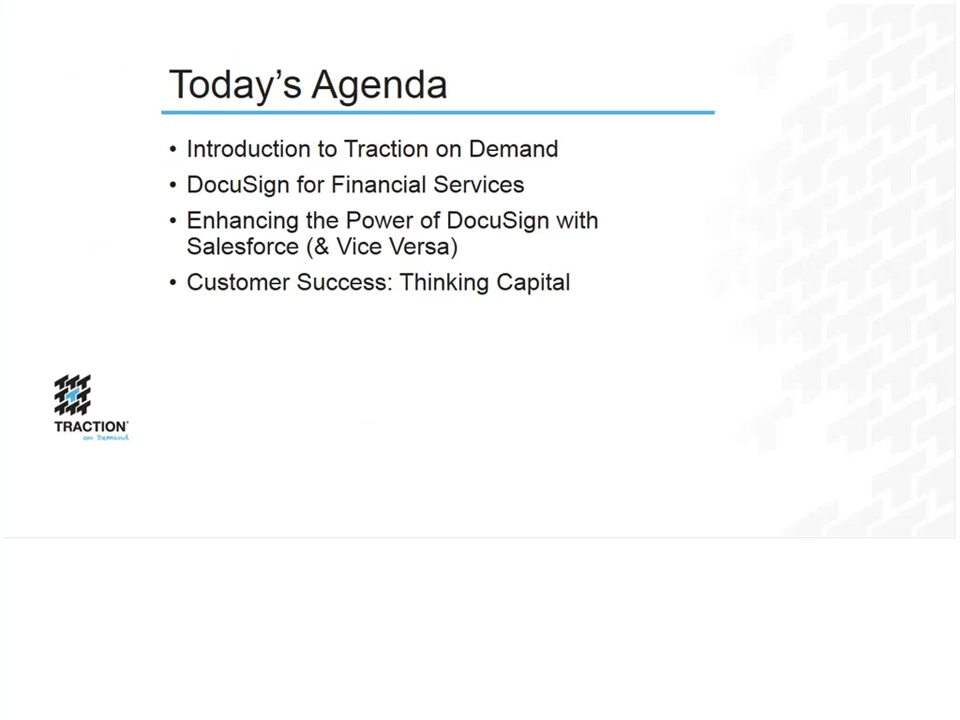 Today’s Agenda
• Introduction to Traction on Demand
• DocuSign for Financial Services
• Enhancing the Power of DocuSign with
Salesforce (& Vice Versa)
• Customer Success: Thinking Capital
TRACTION
on Demand